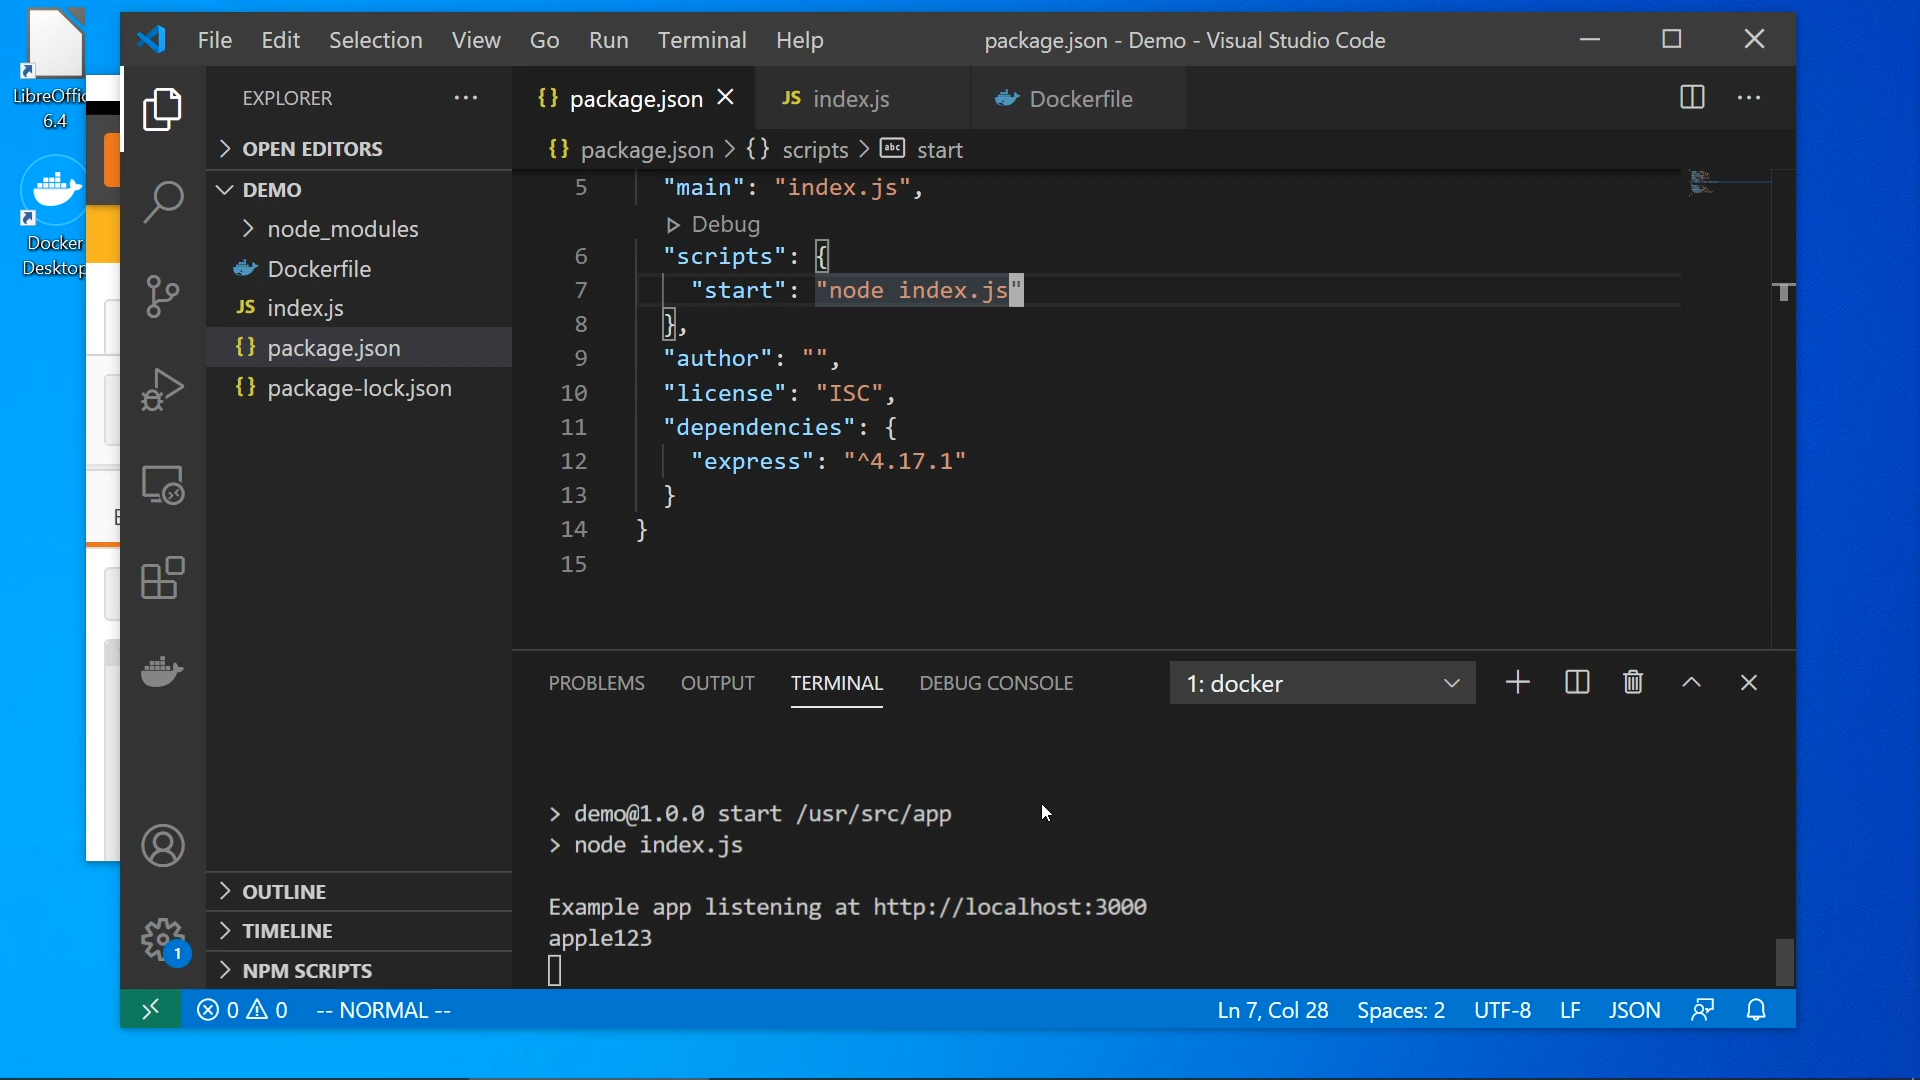 LibreOffic
6.4
Docker
Desktop
File Edit Selection View Go Run Terminal Help
package.json - Demo - Visual Studio Code
EXPLORER
OPEN EDITORS
DEMO
node_modules
Dockerfile
JS index.js
{} package.json
{} package-lock.json
OUTLINE
TIMELINE
NPM SCRIPTS
1
{} package.json JS index.js Dockerfile
{} package.json > {} scripts > abc start
5 "main": "index.js",
Debug
6 "scripts": {
7 "start": "node index.js"
8 },
9 "author": "",
10 "license": "ISC",
11 "dependencies": {
12 "express": "^4.17.1"
13 }
14 }
15
PROBLEMS OUTPUT TERMINAL DEBUG CONSOLE 1: docker
> demo@1.0.0 start /usr/src/app
> node index.js
Example app listening at http://localhost:3000
apple123
0 0 -- NORMAL -- Ln 7, Col 28 Spaces: 2 UTF-8 LF JSON